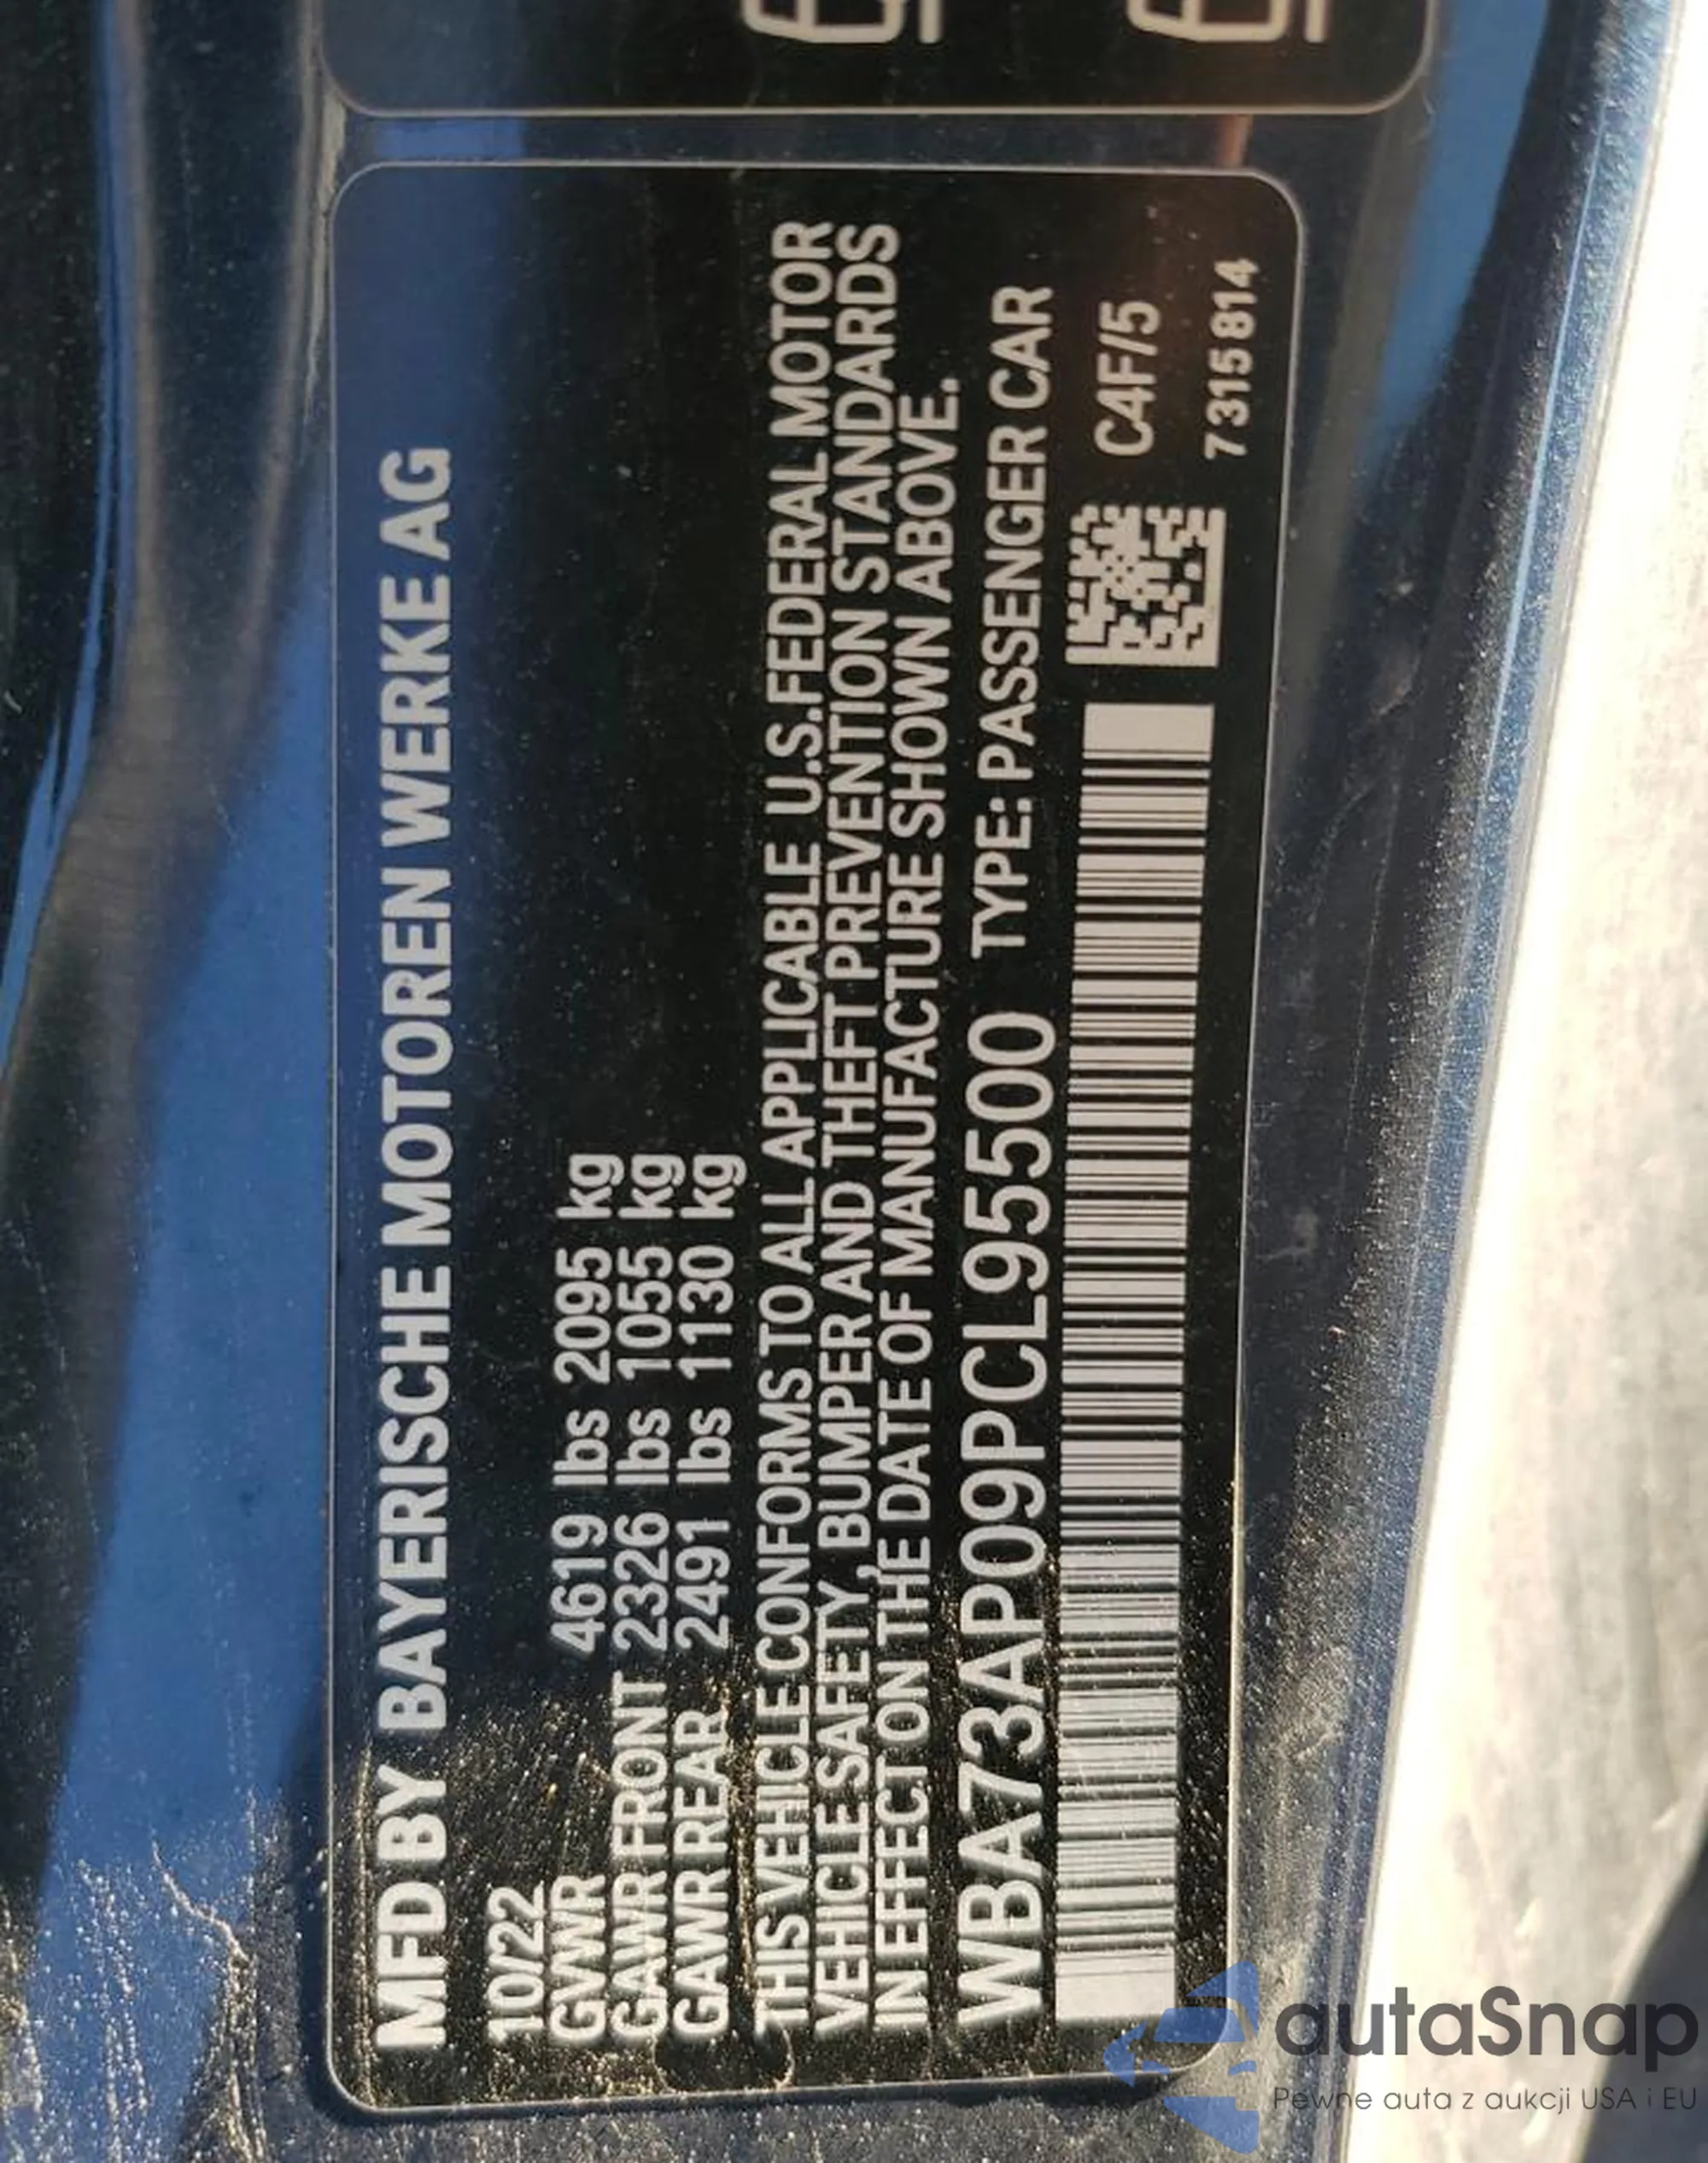 MFD BY BAYERISCHE MOTOREN WERKE AG
10/22
GVWR 4619 lbs 2095 kg
GAWR FRONT 2326 lbs 1055 kg
GAWR REAR 2491 lbs 1130 kg
THIS VEHICLE CONFORMS TO ALL APPLICABLE U.S.FEDERAL MOTOR
VEHICLE SAFETY, BUMPER AND THEFT PREVENTION STANDARDS
IN EFFECT ON THE DATE OF MANUFACTURE SHOWN ABOVE.
WBA73AP09PCL95500 TYPE: PASSENGER CAR
C4F/5
7315814
autaSnap
Pewne auta z aukcji USA i EU